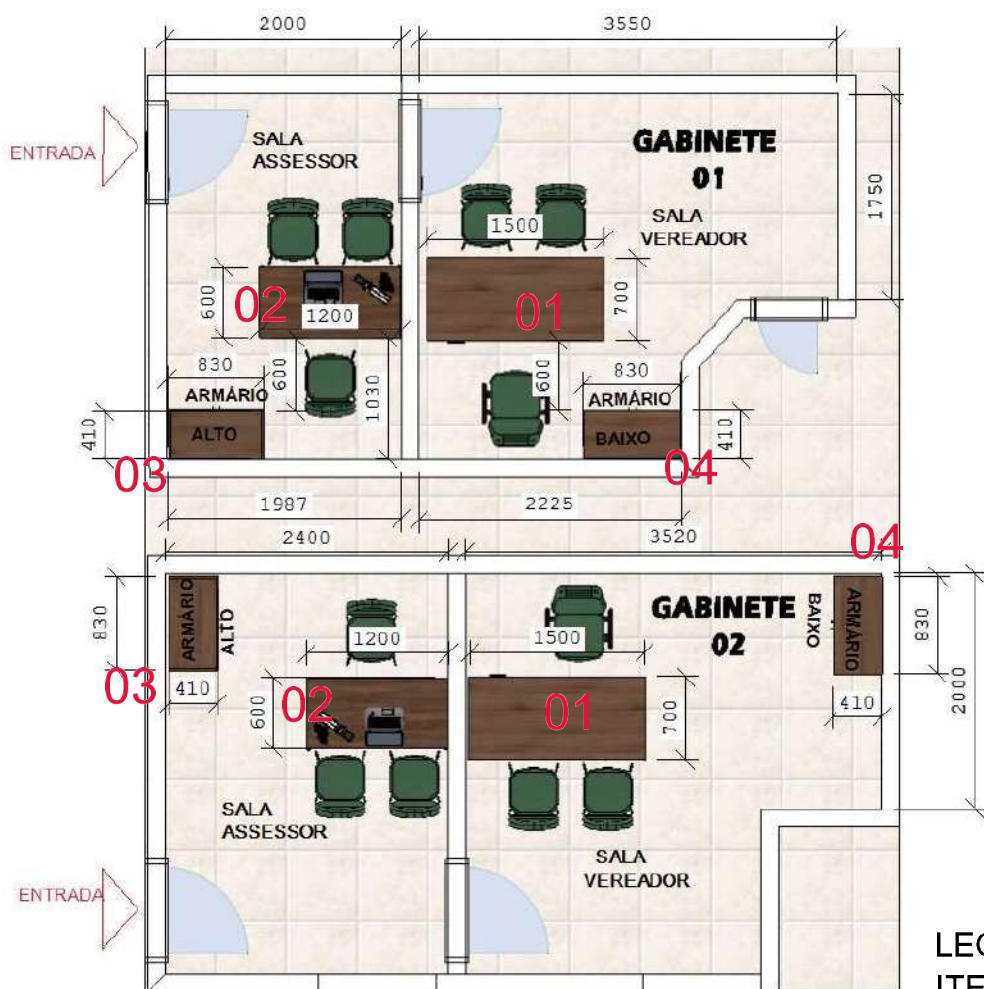 2000
3550
ENTRADA
SALA
ASSESSOR
GABINETE
01
SALA
VEREADOR
1750
1500
600
02
1200
01
700
830
600
1030
600
830
ARMÁRIO
ARMÁRIO
410
ALTO
BAIXO
410
03
04
1987
2225
2400
3520
04
830
ARMÁRIO
ALTO
1200
1500
GABINETE
02
BAIXO
ARMÁRIO
830
2000
03
410
600
02
01
700
410
SALA
ASSESSOR
SALA
VEREADOR
ENTRADA